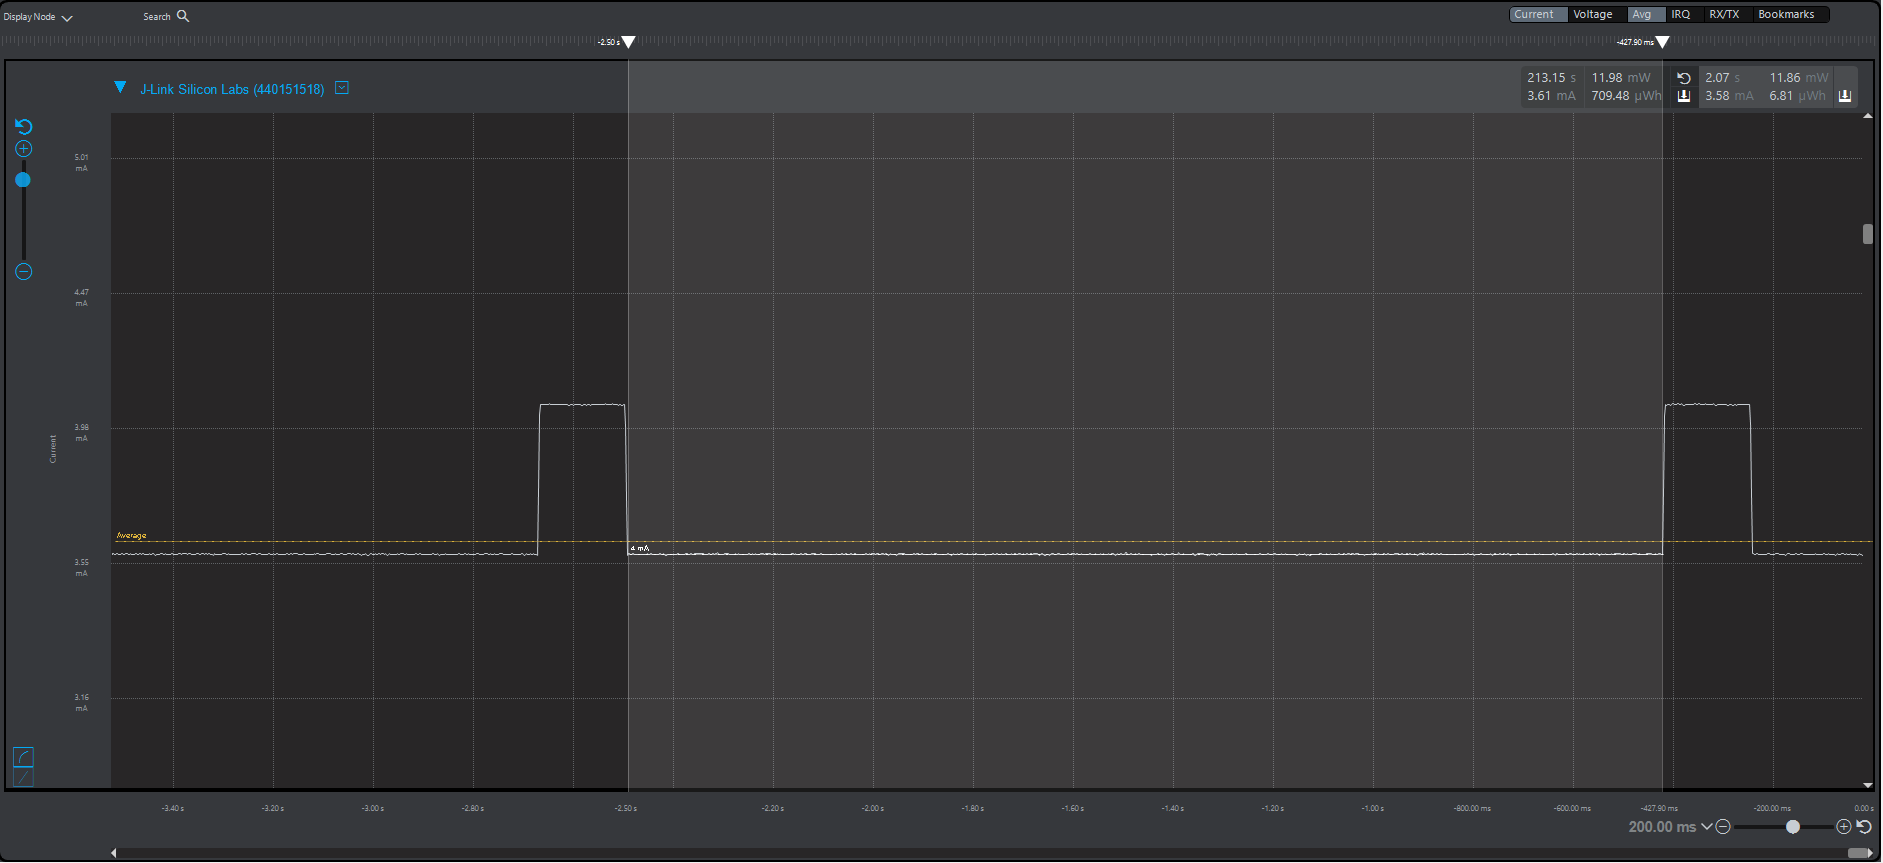 Display Node
Search
Current Voltage Avg IRQ RX/TX Bookmarks
-2.50 s
-427.90 ms
J-Link Silicon Labs (440151518)
213.15 s 11.98 mW
3.61 mA 709.48 µWh
2.07 s 11.86 mW
3.58 mA 6.81 µWh
5.01
mA
4.47
mA
3.98
mA
Current
Average
4 mA
3.55
mA
3.16
mA
-3.40 s -3.20 s -3.00 s -2.80 s -2.50 s -2.20 s -2.00 s -1.80 s -1.60 s -1.40 s -1.20 s -1.00 s -800.00 ms -600.00 ms -427.90 ms -200.00 ms 0.00 s
200.00 ms